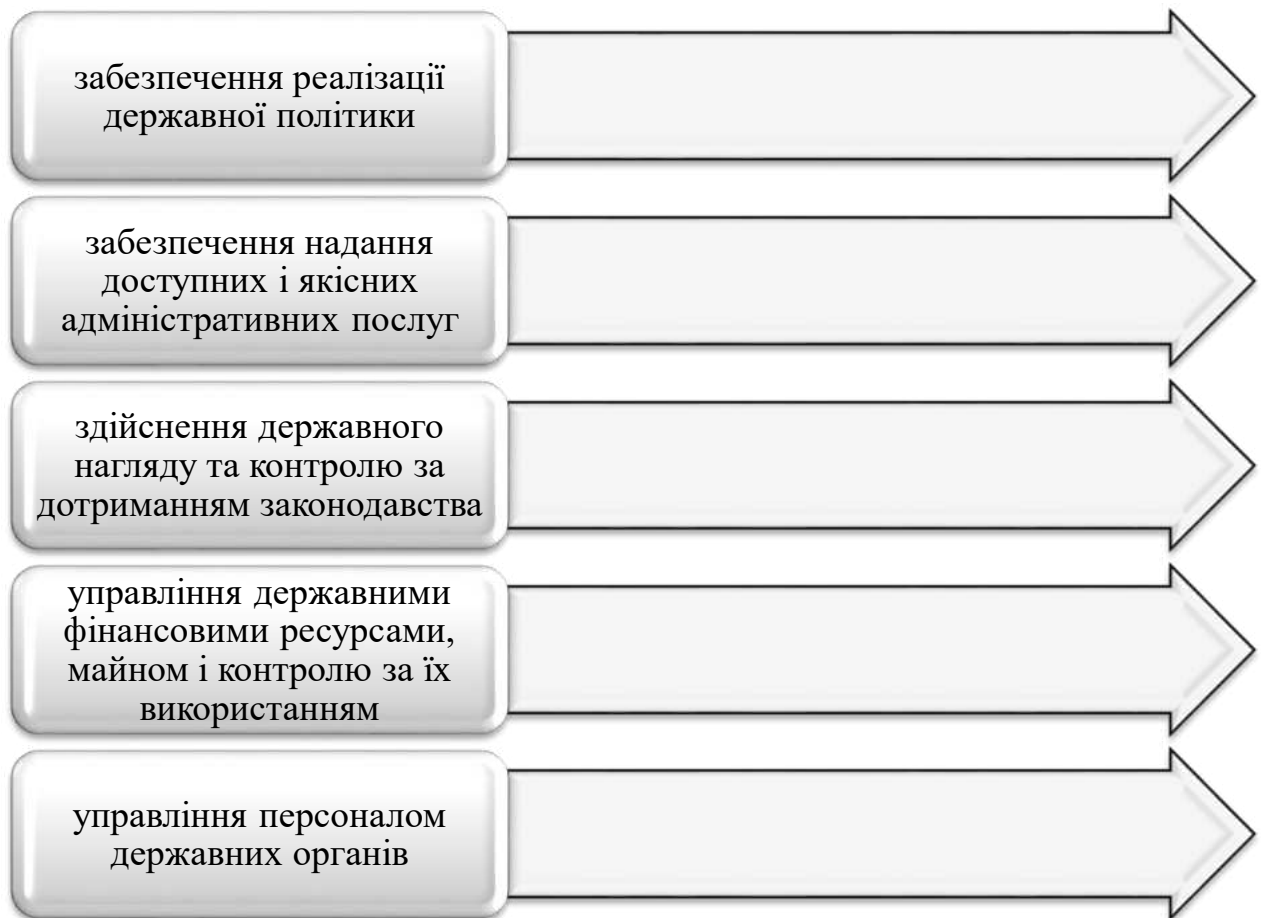 забезпечення реалізації
державної політики
забезпечення надання
доступних і якісних
адміністративних послуг
здійснення державного
нагляду та контролю за
дотриманням законодавства
управління державними
фінансовими ресурсами,
майном і контролю за їх
використанням
управління персоналом
державних органів